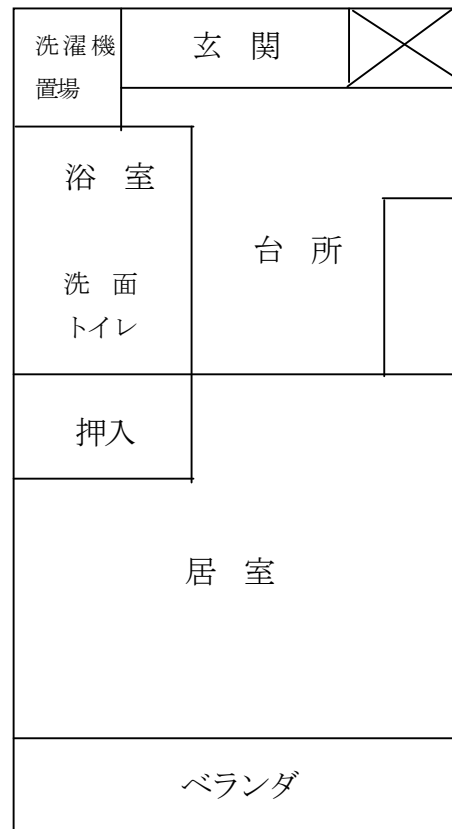 洗濯機
置場
玄 関
浴 室
台 所
洗 面
トイレ
押入
居 室
ベランダ